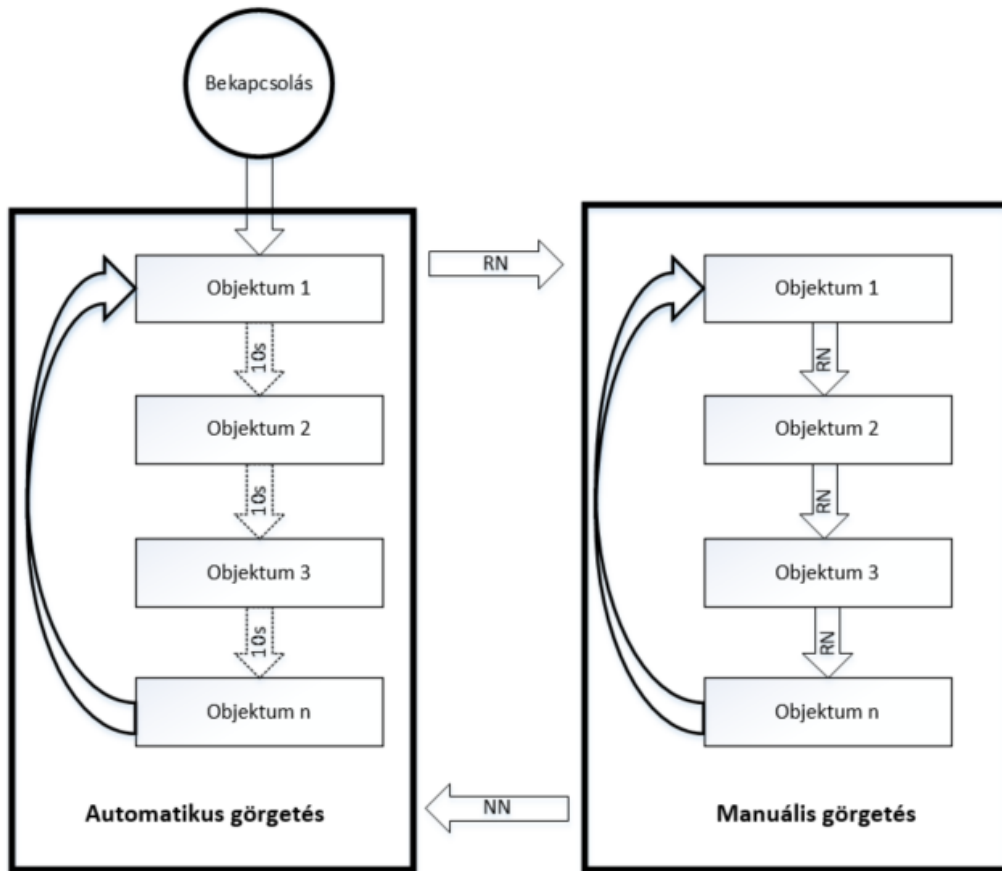 Bekapcsolás
Objektum 1
10s
Objektum 2
10s
Objektum 3
10s
Objektum n
Automatikus görgetés
RN
NN
Objektum 1
RN
Objektum 2
RN
Objektum 3
RN
Objektum n
Manuális görgetés